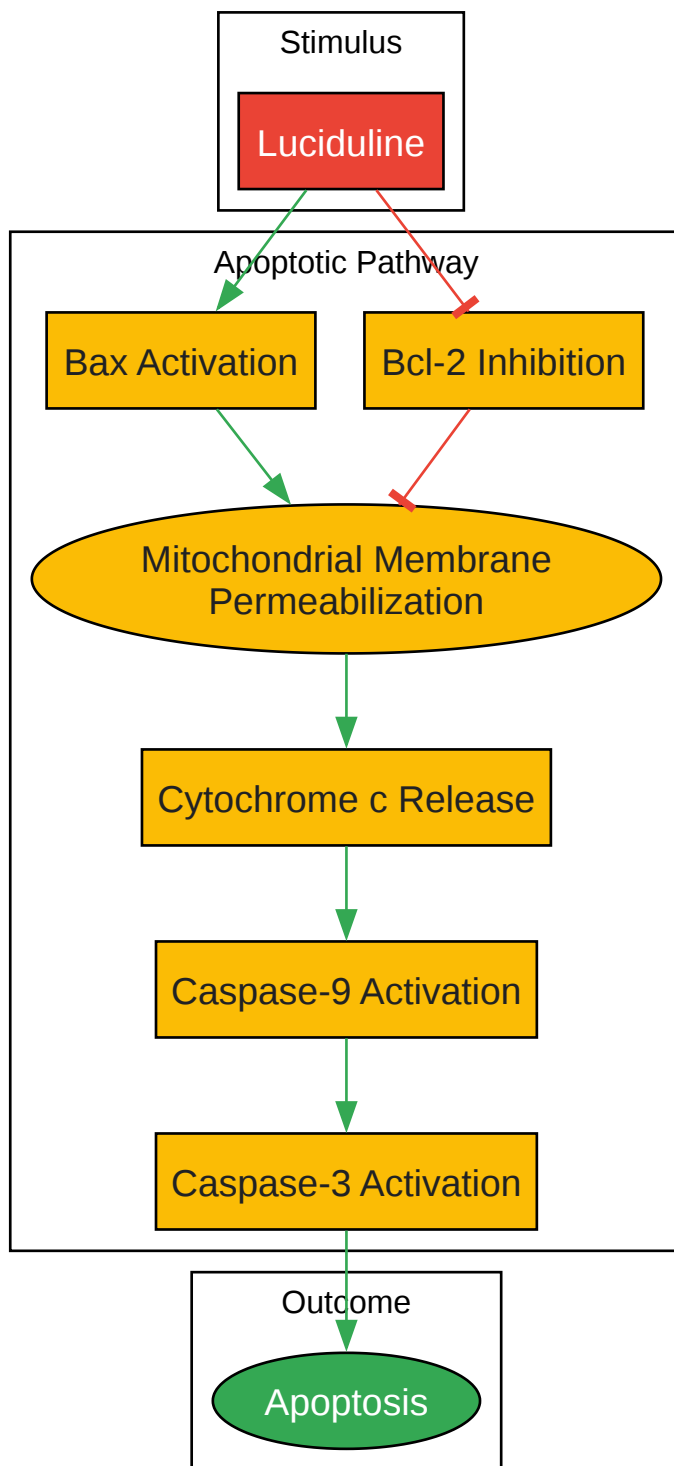 Stimulus
Luciduline
Apoptotic Pathway
Bax Activation
Bcl-2 Inhibition
Mitochondrial Membrane
Permeabilization
Cytochrome c Release
Caspase-9 Activation
Caspase-3 Activation
Outcome
Apoptosis